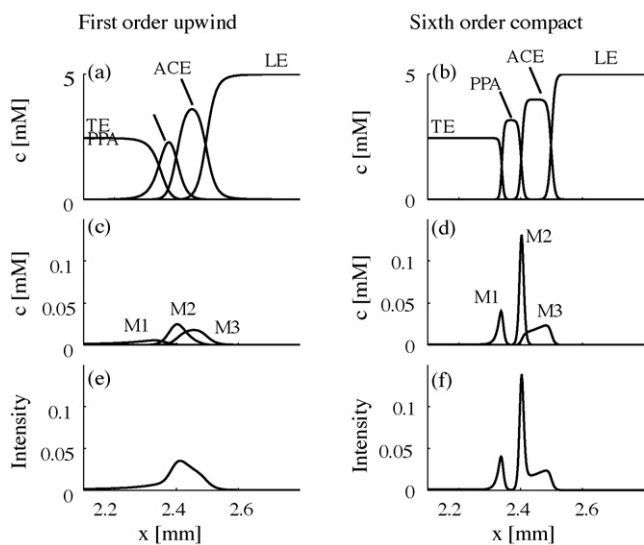 First order upwind
Sixth order compact
(a)
ACE
LE
5
c [mM]
TE
PPA
0
(b)
ACE
LE
PPA
5
c [mM]
TE
0
(c)
0.1
c [mM]
0.05
M1
M2
M3
0
(d)
M2
0.1
c [mM]
0.05
M1
M3
0
(e)
0.1
Intensity
0.05
0
2.2
2.4
2.6
x [mm]
(f)
0.1
Intensity
0.05
0
2.2
2.4
2.6
x [mm]